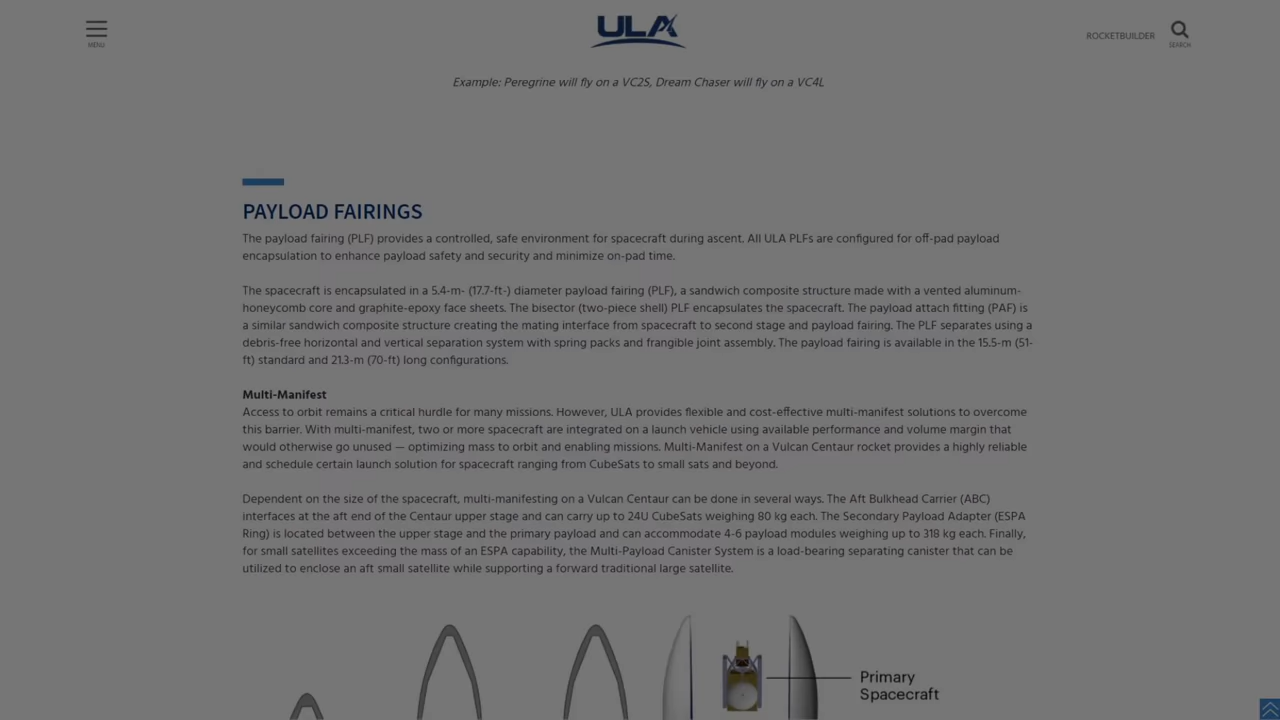 MENU
ULA
ROCKETBUILDER
SEARCH
Example: Peregrine will fly on a VC2S, Dream Chaser will fly on a VC4L
PAYLOAD FAIRINGS
The payload fairing (PLF) provides a controlled, safe environment for spacecraft during ascent. All ULA PLFs are configured for off-pad payload
encapsulation to enhance payload safety and security and minimize on-pad time.
The spacecraft is encapsulated in a 5.4-m- (17.7-ft-) diameter payload fairing (PLF), a sandwich composite structure made with a vented aluminum-
honeycomb core and graphite-epoxy face sheets. The bisector (two-piece shell) PLF encapsulates the spacecraft. The payload attach fitting (PAF) is
a similar sandwich composite structure creating the mating interface from spacecraft to second stage and payload fairing. The PLF separates using a
debris-free horizontal and vertical separation system with spring packs and frangible joint assembly. The payload fairing is available in the 15.5-m (51-
ft) standard and 21.3-m (70-ft) long configurations.
Multi-Manifest
Access to orbit remains a critical hurdle for many missions. However, ULA provides flexible and cost-effective multi-manifest solutions to overcome
this barrier. With multi-manifest, two or more spacecraft are integrated on a launch vehicle using available performance and volume margin that
would otherwise go unused — optimizing mass to orbit and enabling missions. Multi-Manifest on a Vulcan Centaur rocket provides a highly reliable
and schedule certain launch solution for spacecraft ranging from CubeSats to small sats and beyond.
Dependent on the size of the spacecraft, multi-manifesting on a Vulcan Centaur can be done in several ways. The Aft Bulkhead Carrier (ABC)
interfaces at the aft end of the Centaur upper stage and can carry up to 24U CubeSats weighing 80 kg each. The Secondary Payload Adapter (ESPA
Ring) is located between the upper stage and the primary payload and can accommodate 4-6 payload modules weighing up to 318 kg each. Finally,
for small satellites exceeding the mass of an ESPA capability, the Multi-Payload Canister System is a load-bearing separating canister that can be
utilized to enclose an aft small satellite while supporting a forward traditional large satellite.
Primary
Spacecraft